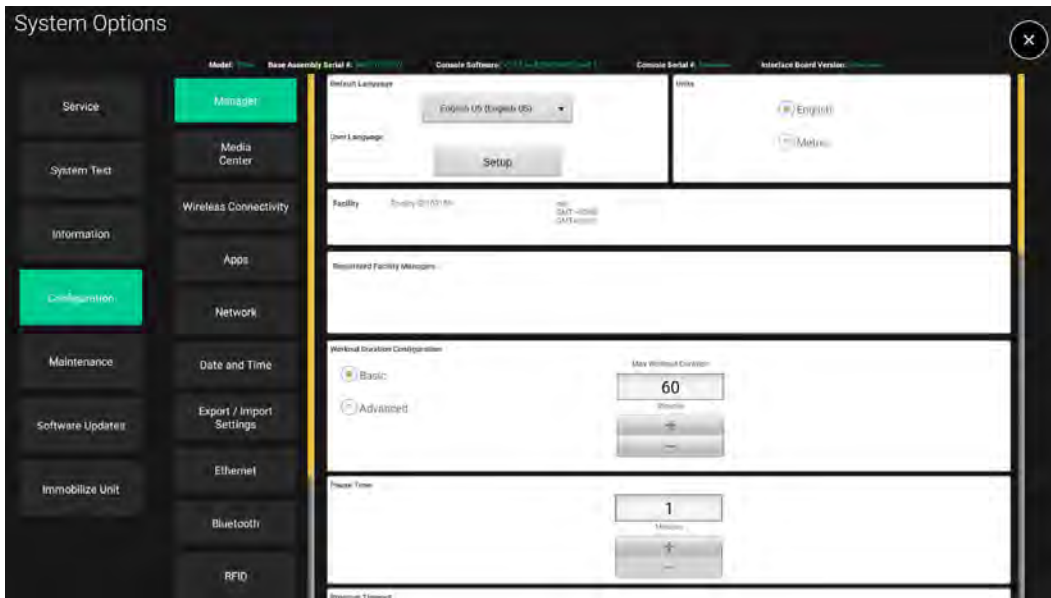 System Options
Model:
Base Assembly Serial #:
Console Software:
Console Serial #:
Interface Board Version:
Service
System Test
Information
Configuration
Maintenance
Software Updates
Immobilize Unit
Manager
Media
Center
Wireless Connectivity
Apps
Network
Date and Time
Export / Import
Settings
Ethernet
Bluetooth
RFID
Default Language
English US (English US)
User Language
Setup
Units
English
Metric
Facility
Registered Facility Managers
Workout Duration Configuration
Basic
Advanced
Max Workout Duration
60
Minutes
+
−
Pause Time
1
Minutes
+
−